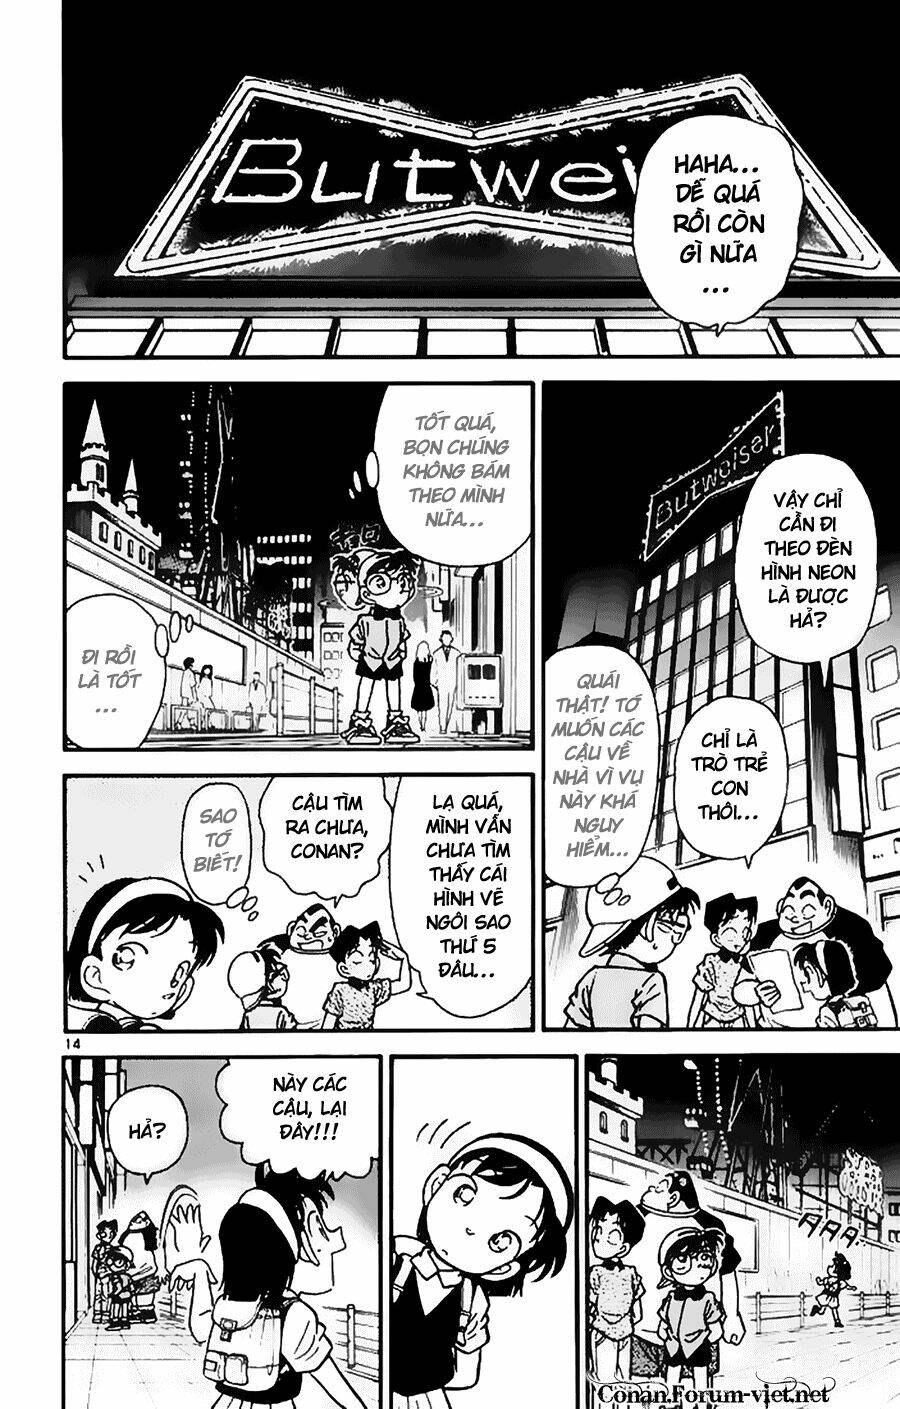 Butwei
HAHA...
DỄ QUÁ
RỒI CÒN
GÌ NỮA
...
Butweiser
VẬY CHỈ
CẦN ĐI
THEO ĐÈN
HÌNH NEON
LÀ ĐƯỢC
HẢ?
CHỈ LÀ
TRÒ TRẺ
CON
THÔI...
QUÁI
THẬT! TỚ
MUỐN CÁC
CẬU VỀ
NHÀ VÌ VỤ
NÀY KHÁ
NGUY
HIỂM...
TỐT QUÁ,
BỌN CHÚNG
KHÔNG BÁM
THEO MÌNH
NỮA...
ĐI RỒI
LÀ TỐT
...
LẠ QUÁ,
MÌNH VẪN
CHƯA TÌM
THẤY CÁI
HÌNH VẼ
NGÔI SAO
THỨ 5
ĐÂU...
CẬU TÌM
RA CHƯA,
CONAN?
SAO
TỚ
BIẾT!
14
AAA..
NÀY CÁC
CẬU, LẠI
ĐÂY!!!
HẢ?
Conan.Forum-viet.net